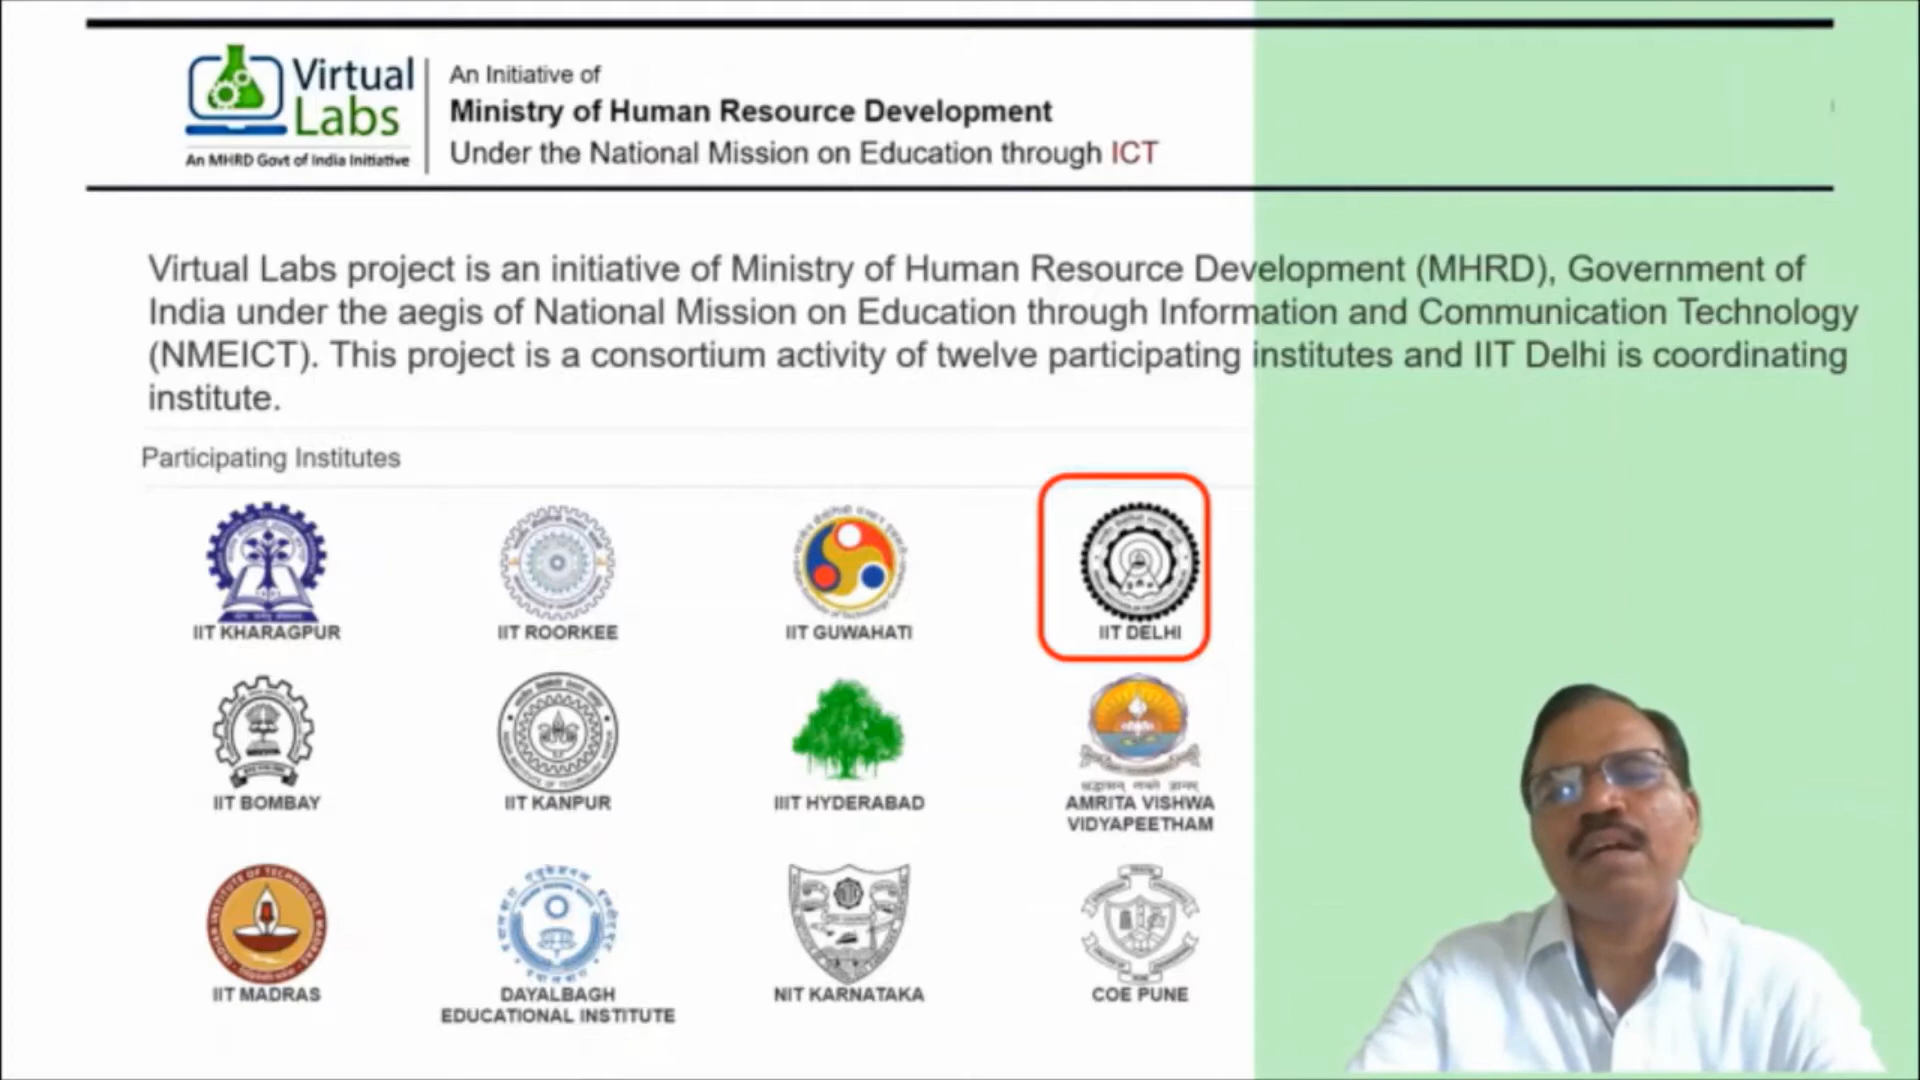 Virtual
Labs
An MHRD Govt of India Initiative
An Initiative of
Ministry of Human Resource Development
Under the National Mission on Education through ICT
Virtual Labs project is an initiative of Ministry of Human Resource Development (MHRD), Government of
India under the aegis of National Mission on Education through Information and Communication Technology
(NMEICT). This project is a consortium activity of twelve participating institutes and IIT Delhi is coordinating
institute.
Participating Institutes
IIT KHARAGPUR
IIT ROORKEE
IIT GUWAHATI
IIT DELHI
IIT BOMBAY
IIT KANPUR
IIIT HYDERABAD
AMRITA VISHWA
VIDYAPEETHAM
IIT MADRAS
DAYALBAGH
EDUCATIONAL INSTITUTE
NIT KARNATAKA
COE PUNE